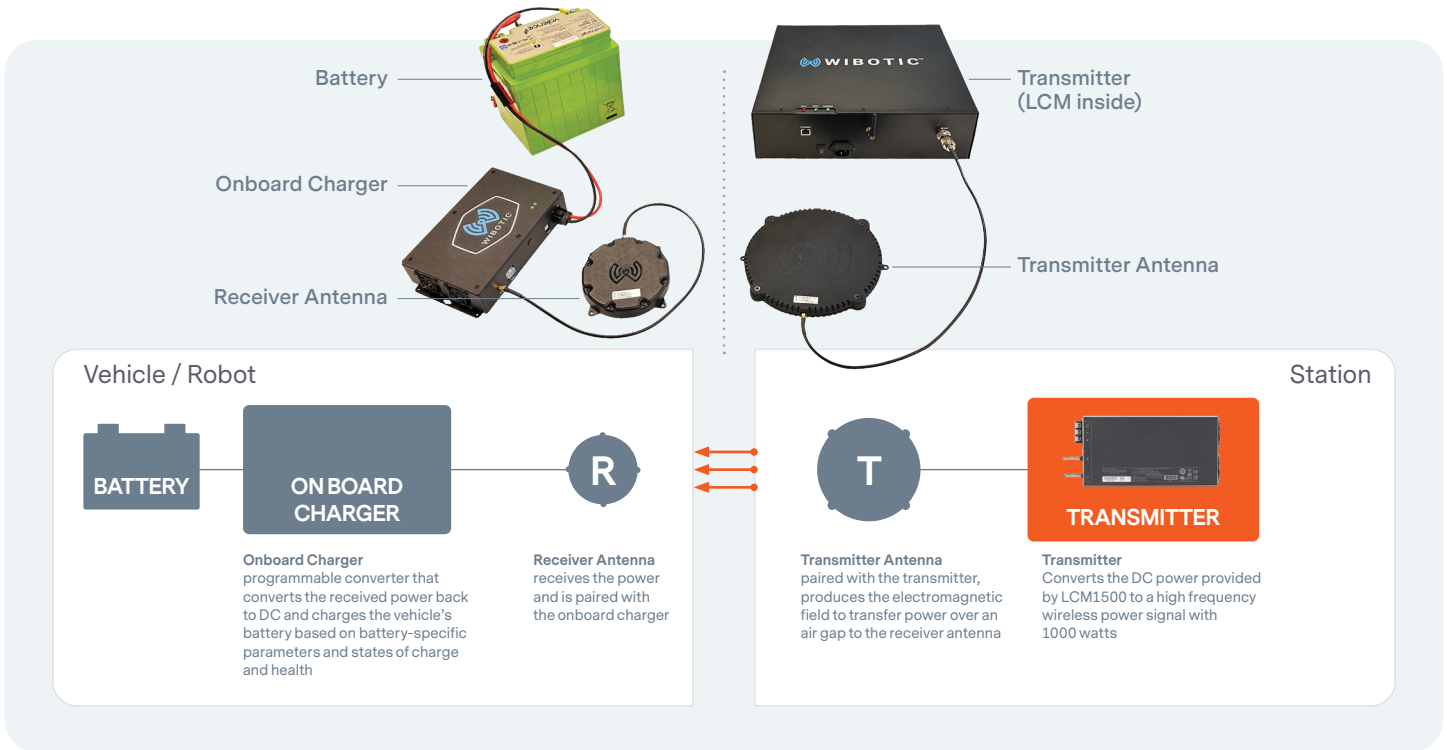 Battery
WIBOTIC
Transmitter
(LCM inside)
Onboard Charger
WIBOTIC
Receiver Antenna
Transmitter Antenna
Vehicle / Robot
Station
BATTERY
ON BOARD
CHARGER
R
T
TRANSMITTER
Onboard Charger
programmable converter that
converts the received power back
to DC and charges the vehicle’s
battery based on battery-specific
parameters and states of charge
and health
Receiver Antenna
receives the power
and is paired with
the onboard charger
Transmitter Antenna
paired with the transmitter,
produces the electromagnetic
field to transfer power over an
air gap to the receiver antenna
Transmitter
Converts the DC power provided
by LCM1500 to a high frequency
wireless power signal with
1000 watts